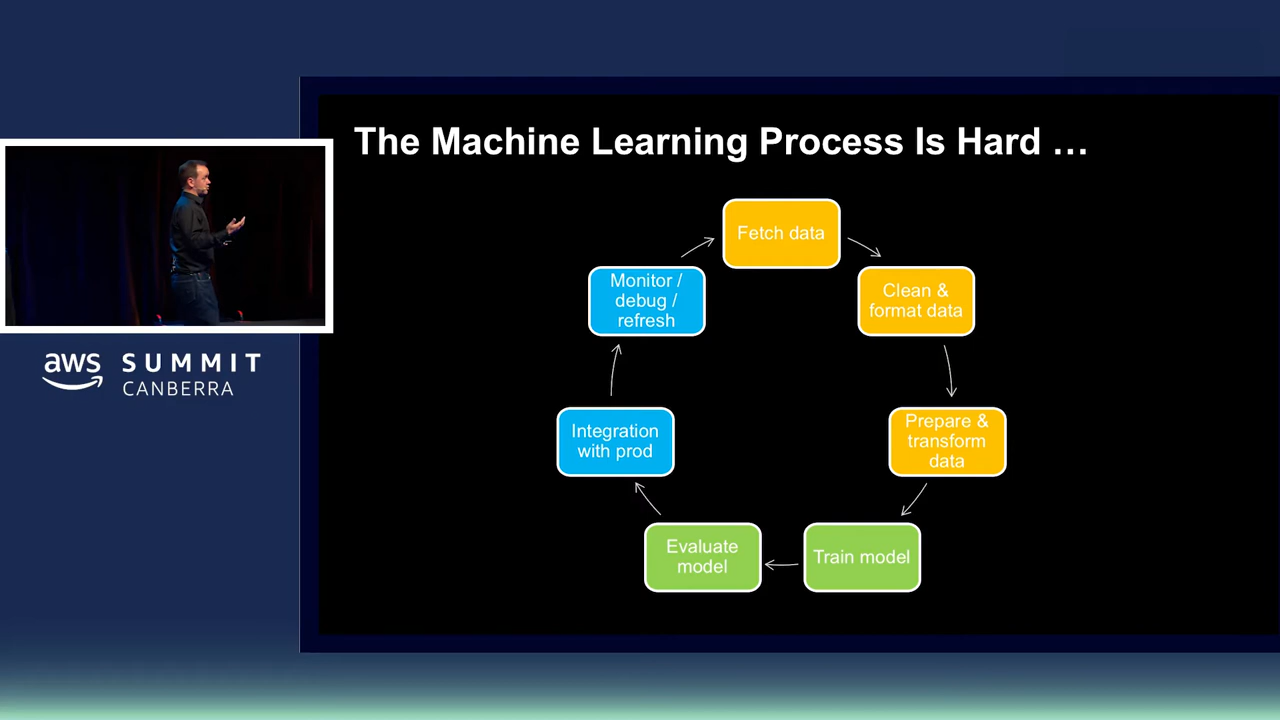 The Machine Learning Process Is Hard …
Fetch data
Clean &
format data
Prepare &
transform
data
Train model
Evaluate
model
Integration
with prod
Monitor /
debug /
refresh
aws SUMMIT
CANBERRA